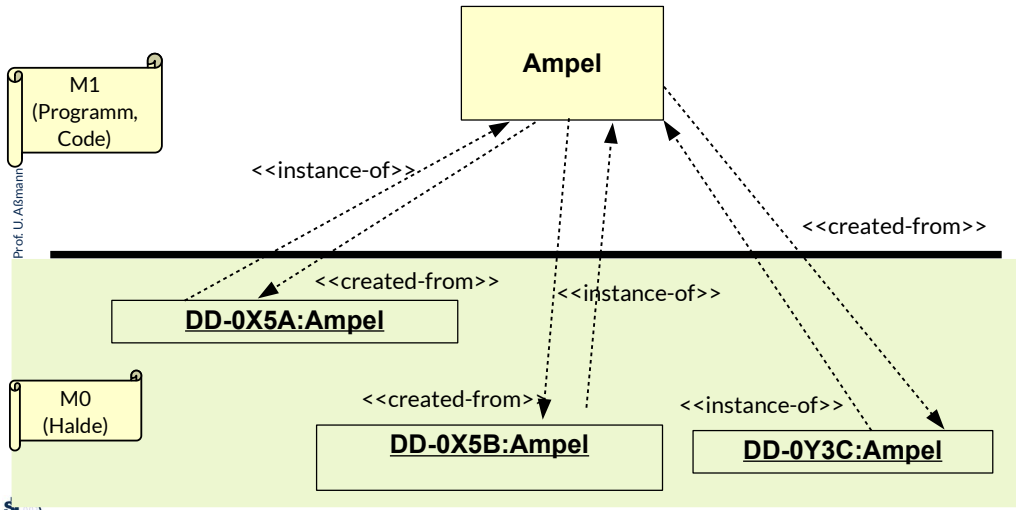 Ampel
M1
(Programm,
Code)
<<instance-of>>
Prof. U. Aßmann
<<created-from>>
<<created-from>>
<<instance-of>>
DD-0X5A:Ampel
M0
(Halde)
<<created-from>
<<instance-of>>
DD-0X5B:Ampel
DD-0Y3C:Ampel